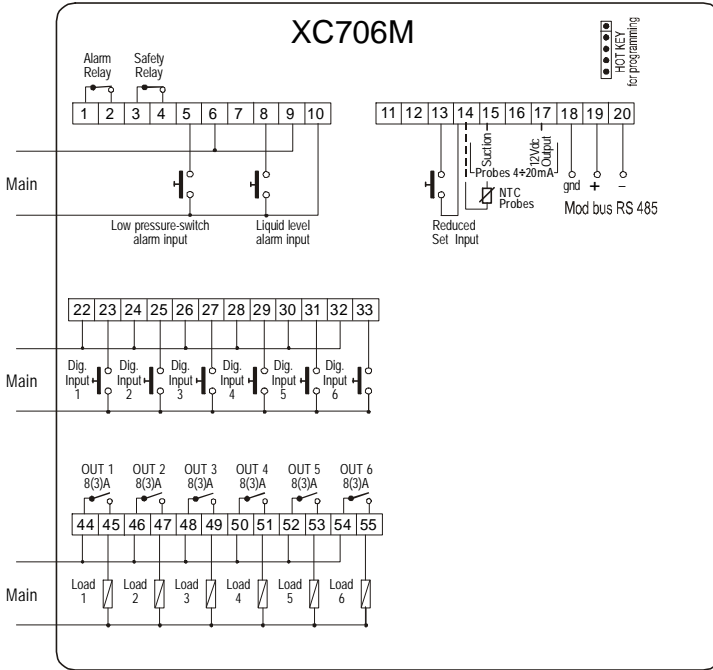 XC706M
HOT KEY
for programming
Alarm
Relay
Safety
Relay
1 2 3 4 5 6 7 8 9 10
11 12 13 14 15 16 17 18 19 20
Main
Low pressure-switch
alarm input
Liquid level
alarm input
Reduced
Set Input
Suction
12Vdc
Output
Probes 4÷20mA
NTC
Probes
gnd + –
Mod bus RS 485
22 23 24 25 26 27 28 29 30 31 32 33
Main
Dig.
Input
1
Dig.
Input
2
Dig.
Input
3
Dig.
Input
4
Dig.
Input
5
Dig.
Input
6
OUT 1
8(3)A
OUT 2
8(3)A
OUT 3
8(3)A
OUT 4
8(3)A
OUT 5
8(3)A
OUT 6
8(3)A
44 45 46 47 48 49 50 51 52 53 54 55
Main
Load
1
Load
2
Load
3
Load
4
Load
5
Load
6